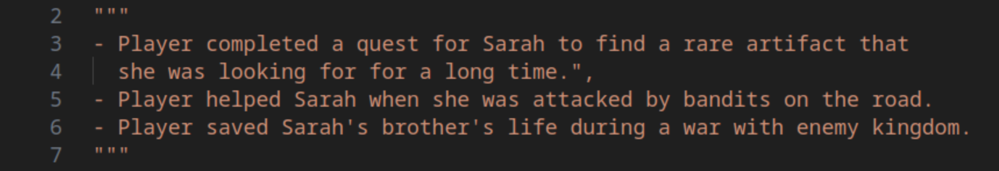 2 """
3 - Player completed a quest for Sarah to find a rare artifact that
4 she was looking for for a long time.",
5 - Player helped Sarah when she was attacked by bandits on the road.
6 - Player saved Sarah's brother's life during a war with enemy kingdom.
7 """